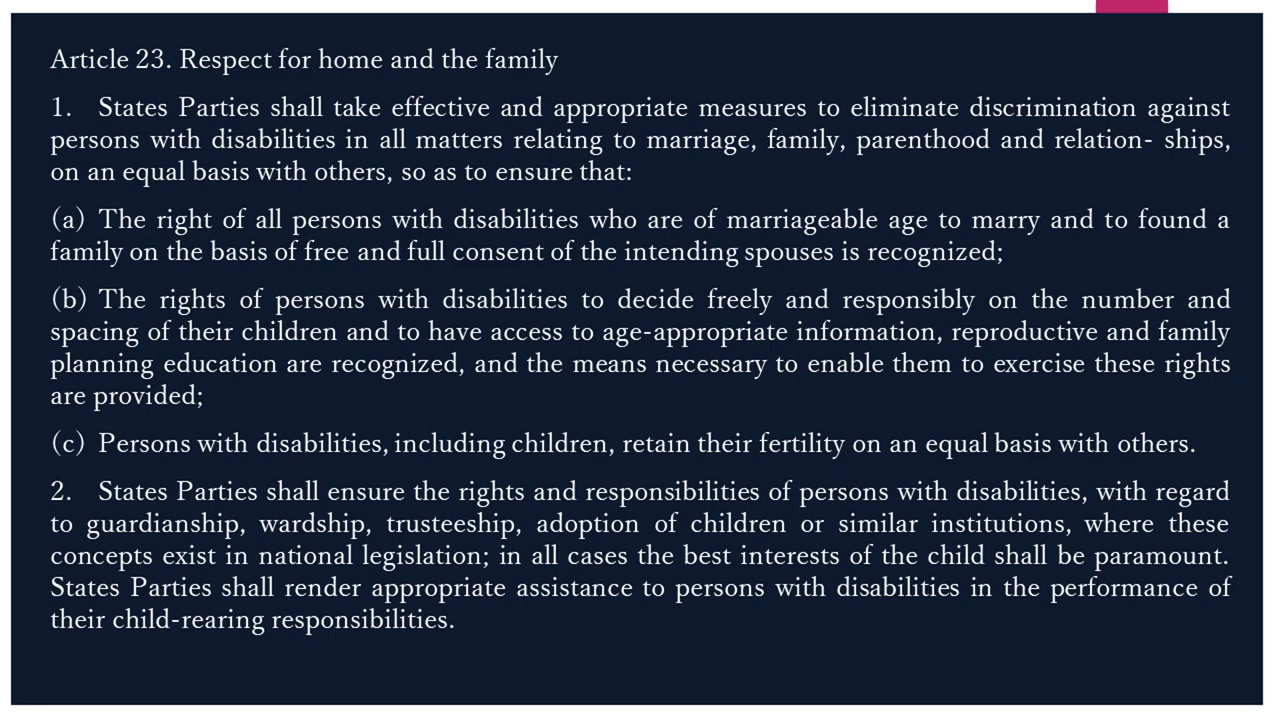 Article 23. Respect for home and the family
1. States Parties shall take effective and appropriate measures to eliminate discrimination against
persons with disabilities in all matters relating to marriage, family, parenthood and relation- ships,
on an equal basis with others, so as to ensure that:
(a) The right of all persons with disabilities who are of marriageable age to marry and to found a
family on the basis of free and full consent of the intending spouses is recognized;
(b) The rights of persons with disabilities to decide freely and responsibly on the number and
spacing of their children and to have access to age-appropriate information, reproductive and family
planning education are recognized, and the means necessary to enable them to exercise these rights
are provided;
(c) Persons with disabilities, including children, retain their fertility on an equal basis with others.
2. States Parties shall ensure the rights and responsibilities of persons with disabilities, with regard
to guardianship, wardship, trusteeship, adoption of children or similar institutions, where these
concepts exist in national legislation; in all cases the best interests of the child shall be paramount.
States Parties shall render appropriate assistance to persons with disabilities in the performance of
their child-rearing responsibilities.